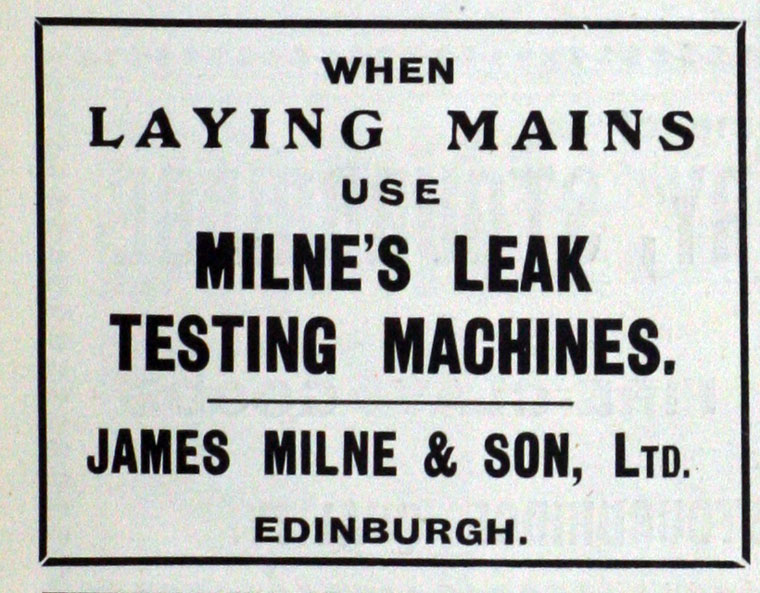 WHEN
LAYING MAINS
USE
MILNE'S LEAK
TESTING MACHINES.
JAMES MILNE & SON, LTD.
EDINBURGH.